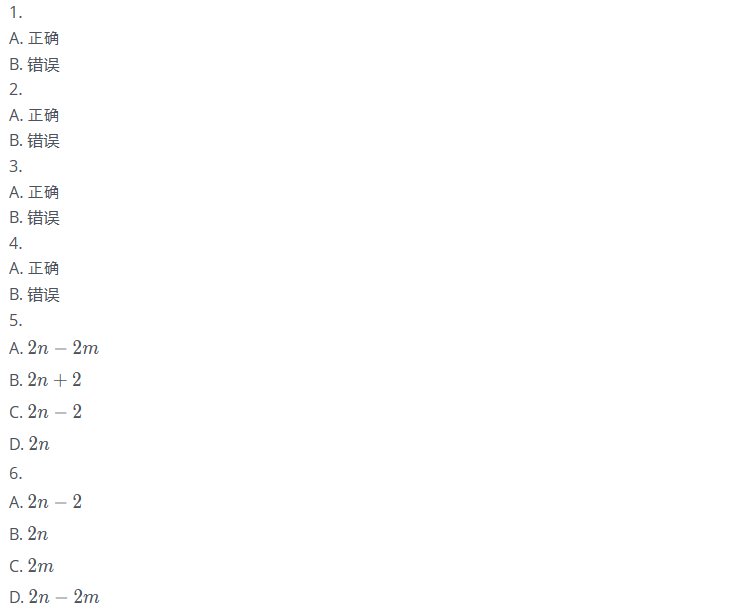 1.
A. 正确
B. 错误
2.
A. 正确
B. 错误
3.
A. 正确
B. 错误
4.
A. 正确
B. 错误
5.
A. 2n − 2m
B. 2n + 2
C. 2n − 2
D. 2n
6.
A. 2n − 2
B. 2n
C. 2m
D. 2n − 2m